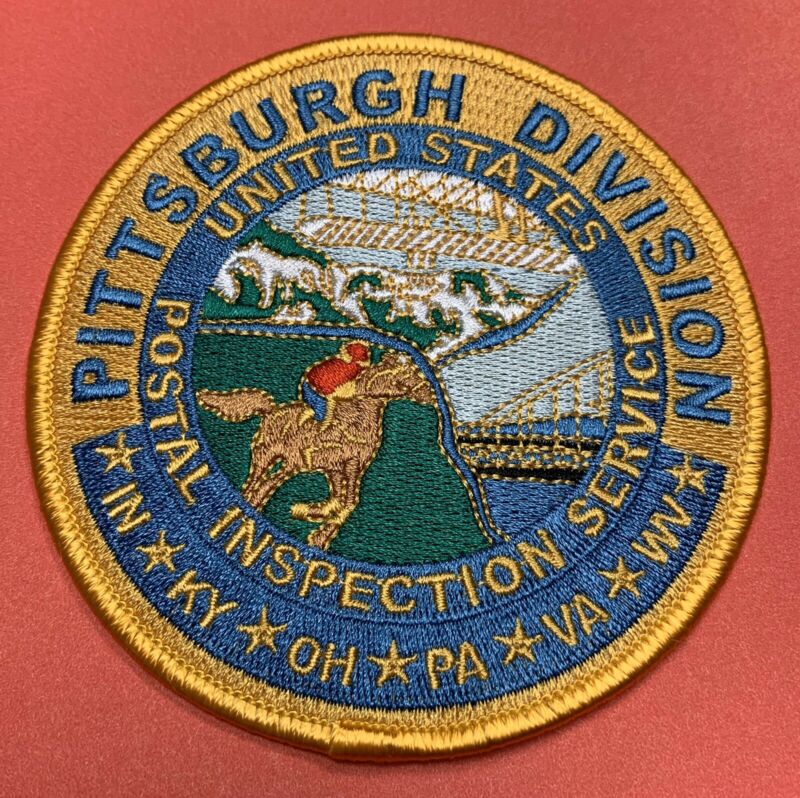 PITTSBURGH DIVISION
UNITED STATES
POSTAL INSPECTION SERVICE
IN KY OH PA VA WV